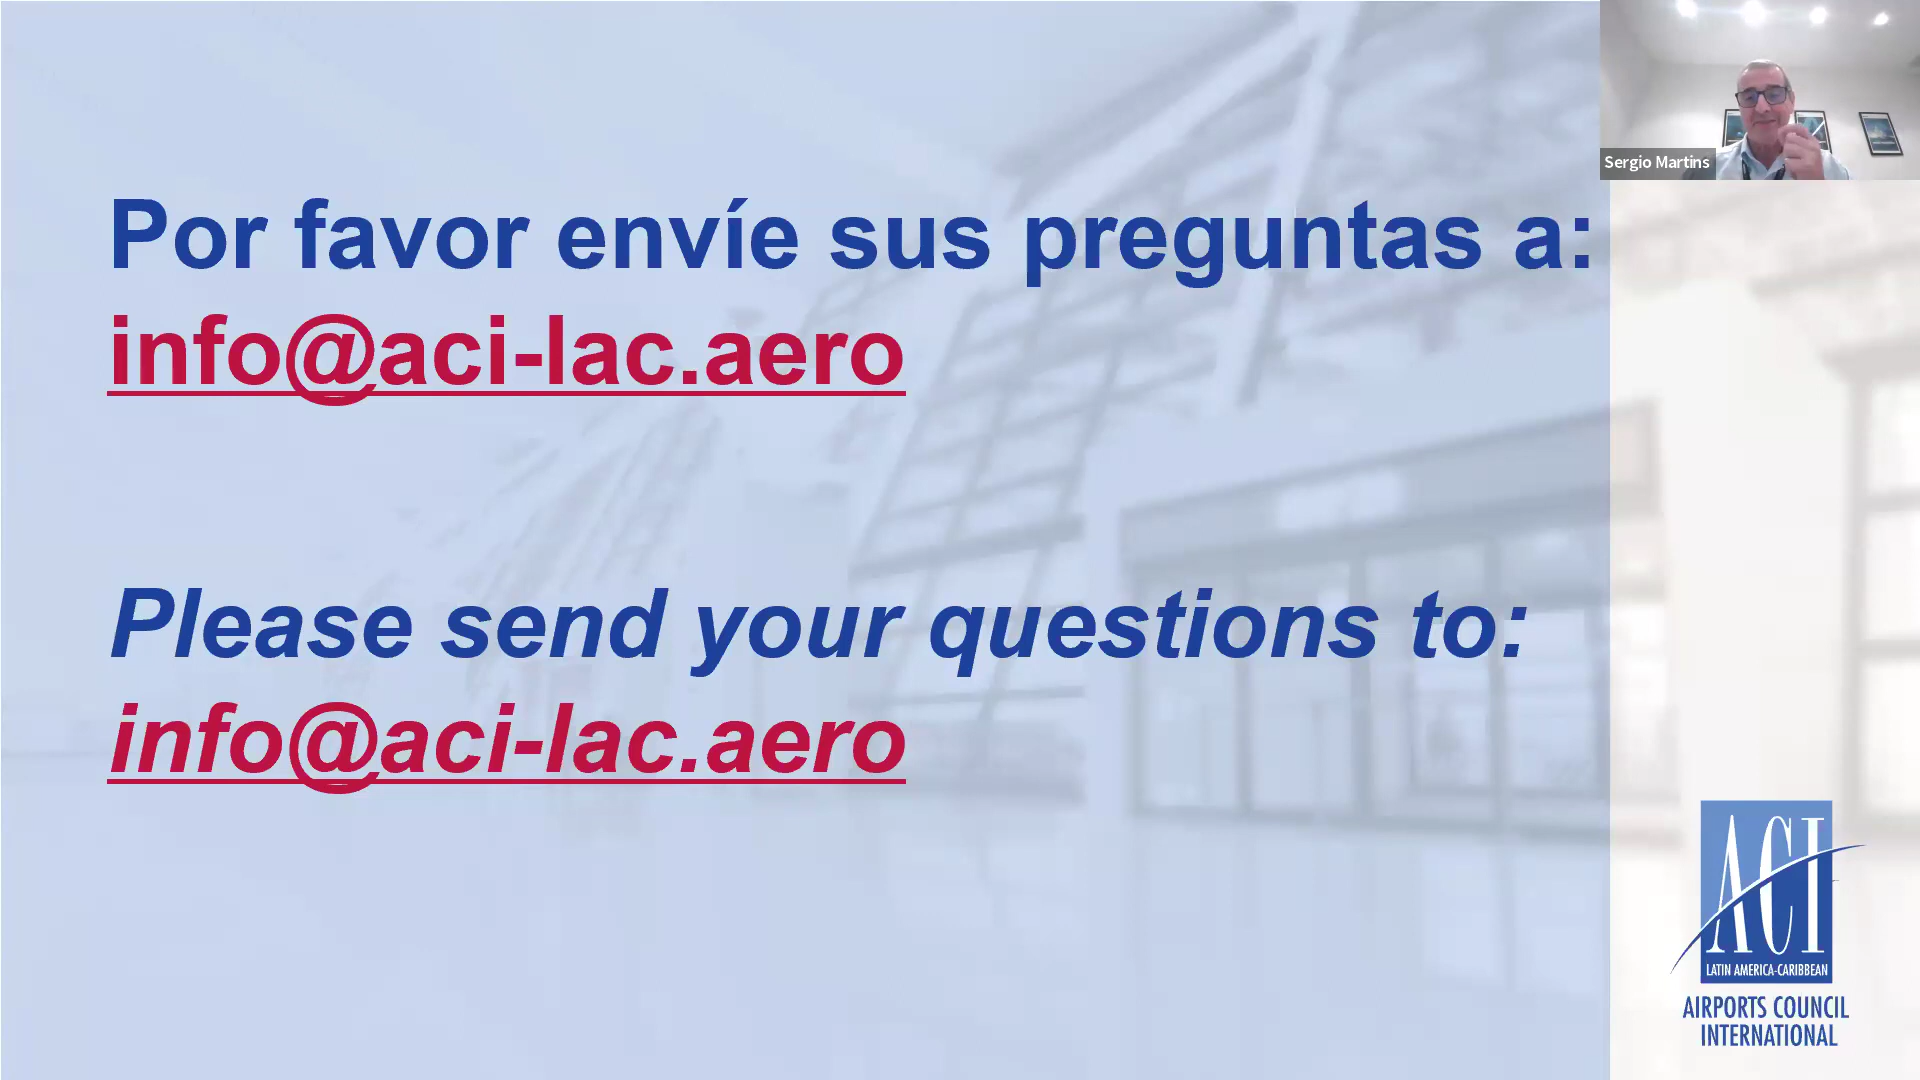 Por favor envíe sus preguntas a:
info@aci-lac.aero
Please send your questions to:
info@aci-lac.aero
Sergio Martins
ACI
LATIN AMERICA-CARIBBEAN
AIRPORTS COUNCIL
INTERNATIONAL